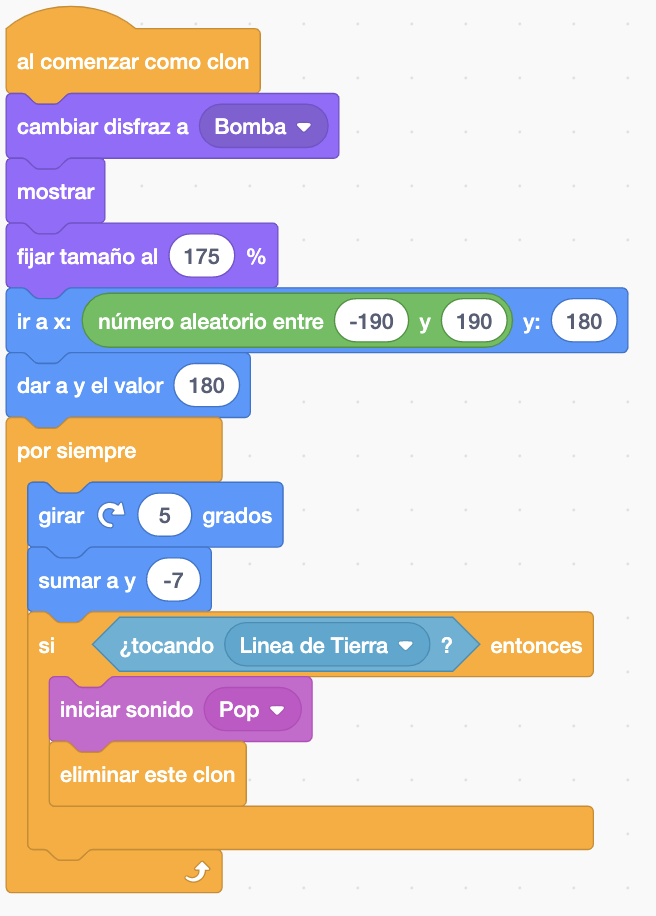 al comenzar como clon
cambiar disfraz a Bomba
mostrar
fijar tamaño al 175 %
ir a x: número aleatorio entre -190 y 190 y: 180
dar a y el valor 180
por siempre
girar 5 grados
sumar a y -7
si ¿tocando Linea de Tierra ? entonces
iniciar sonido Pop
eliminar este clon